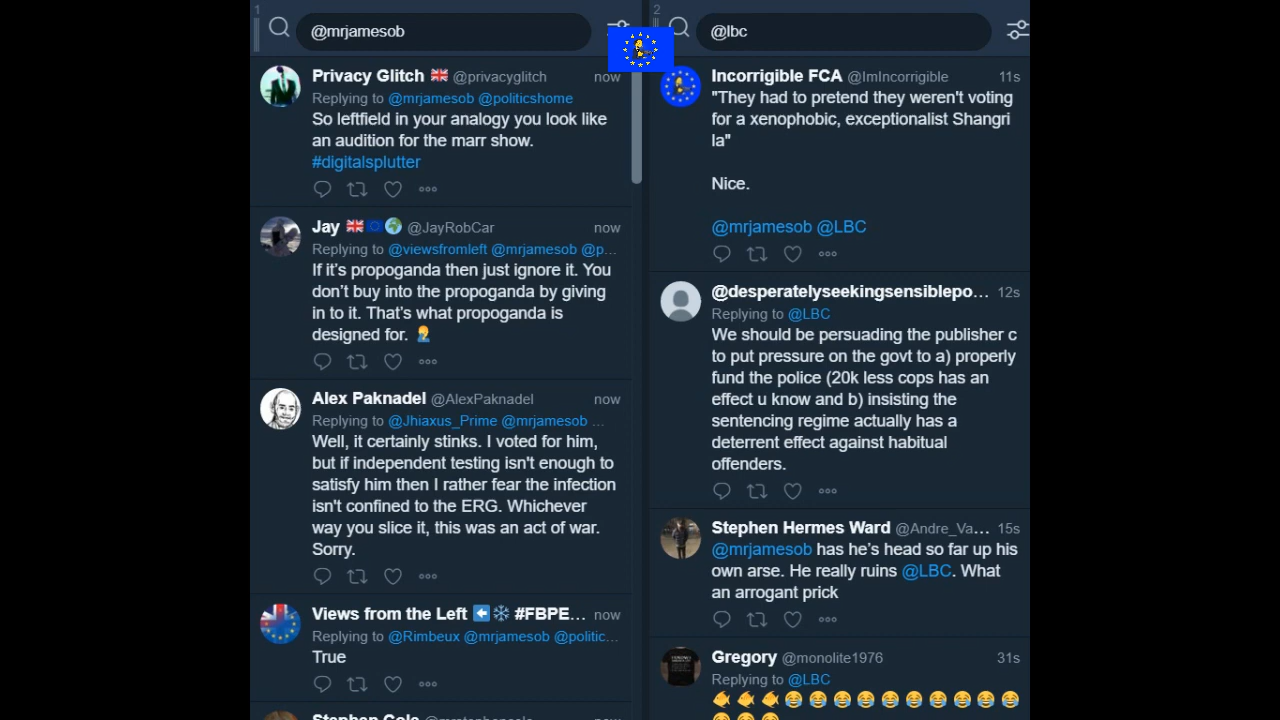 1
@mrjamesob
Privacy Glitch 🇬🇧 @privacyglitch now
Replying to @mrjamesob @politicshome
So leftfield in your analogy you look like
an audition for the marr show.
#digitalsplutter
Jay 🇬🇧🇪🇺🌍 @JayRobCar now
Replying to @viewsfromleft @mrjamesob @p...
If it's propoganda then just ignore it. You
don't buy into the propoganda by giving
in to it. That's what propoganda is
designed for. 🤦‍♂️
Alex Paknadel @AlexPaknadel now
Replying to @Jhiaxus_Prime @mrjamesob ...
Well, it certainly stinks. I voted for him,
but if independent testing isn't enough to
satisfy him then I rather fear the infection
isn't confined to the ERG. Whichever
way you slice it, this was an act of war.
Sorry.
Views from the Left ⬅️❄️ #FBPE... now
Replying to @Rimbeux @mrjamesob @politic...
True
2
@lbc
Incorrigible FCA @ImIncorrigible 11s
"They had to pretend they weren't voting
for a xenophobic, exceptionalist Shangri
la"
Nice.
@mrjamesob @LBC
@desperatelyseekingsensiblepo... 12s
Replying to @LBC
We should be persuading the publisher c
to put pressure on the govt to a) properly
fund the police (20k less cops has an
effect u know and b) insisting the
sentencing regime actually has a
deterrent effect against habitual
offenders.
Stephen Hermes Ward @Andre_Va... 15s
@mrjamesob has he's head so far up his
own arse. He really ruins @LBC. What
an arrogant prick
Gregory @monolite1976 31s
Replying to @LBC
🐠🐠🐠😂😂😂😂😂😂😂😂😂😂